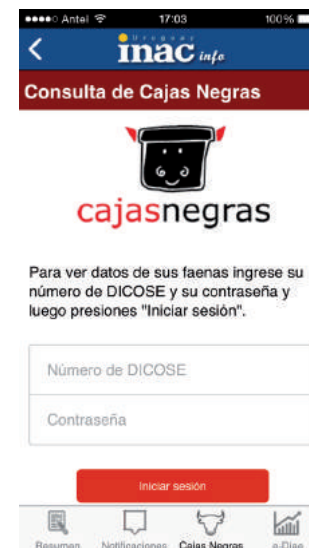 Antel 17:03 100%
Uruguay
inac info
Consulta de Cajas Negras
cajasnegras
Para ver datos de sus faenas ingrese su
número de DICOSE y su contraseña y
luego presiones "Iniciar sesión".
Número de DICOSE
Contraseña
Iniciar sesión
Resumen Notificaciones Cajas Negras e-Dias